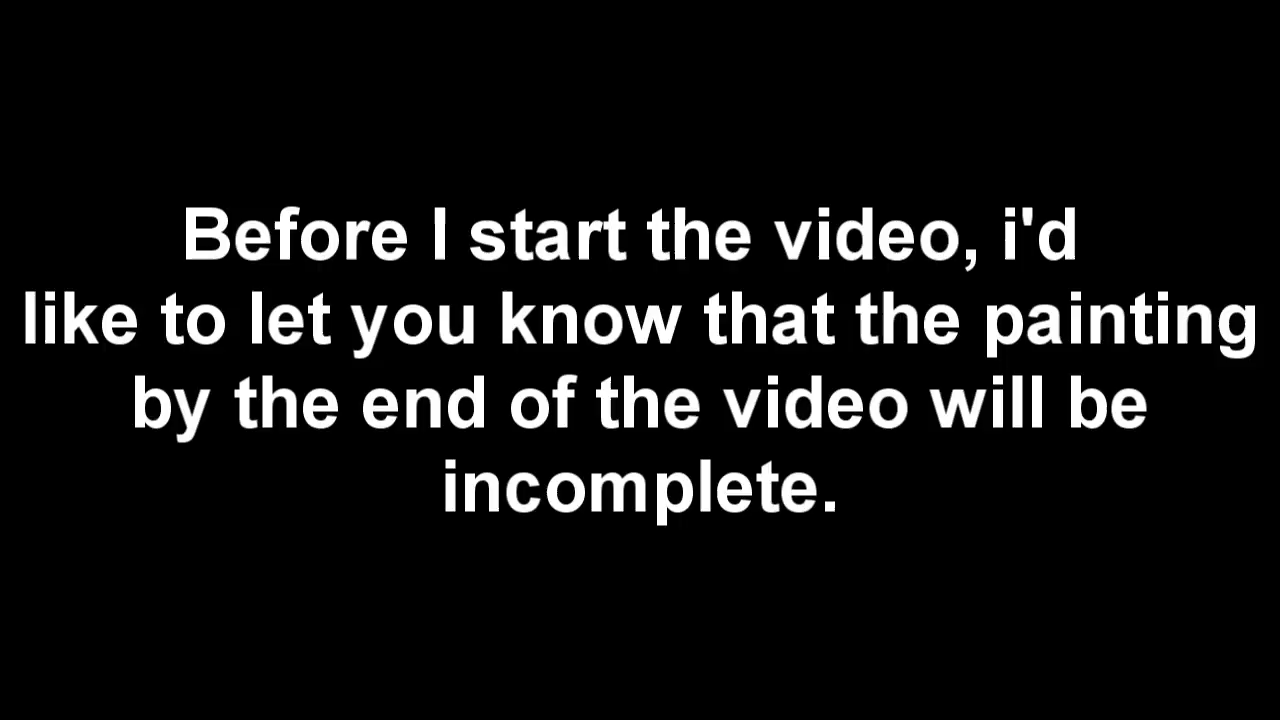 Before I start the video, i'd
like to let you know that the painting
by the end of the video will be
incomplete.